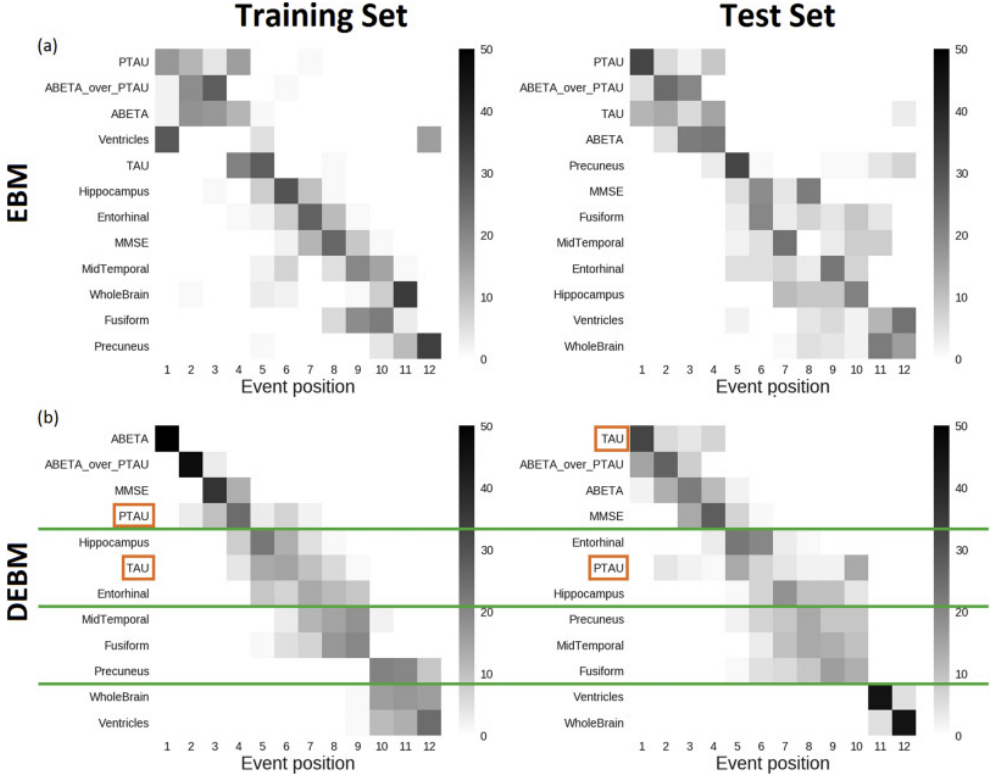 Training Set
Test Set
(a)
EBM
PTAU
ABETA_over_PTAU
ABETA
Ventricles
TAU
Hippocampus
Entorhinal
MMSE
MidTemporal
WholeBrain
Fusiform
Precuneus
1 2 3 4 5 6 7 8 9 10 11 12
Event position
50
40
30
20
10
0
PTAU
ABETA_over_PTAU
TAU
ABETA
Precuneus
MMSE
Fusiform
MidTemporal
Entorhinal
Hippocampus
Ventricles
WholeBrain
1 2 3 4 5 6 7 8 9 10 11 12
Event position
50
40
30
20
10
0
(b)
DEBM
ABETA
ABETA_over_PTAU
MMSE
PTAU
Hippocampus
TAU
Entorhinal
MidTemporal
Fusiform
Precuneus
WholeBrain
Ventricles
1 2 3 4 5 6 7 8 9 10 11 12
Event position
50
40
30
20
10
0
TAU
ABETA_over_PTAU
ABETA
MMSE
Entorhinal
PTAU
Hippocampus
Precuneus
MidTemporal
Fusiform
Ventricles
WholeBrain
1 2 3 4 5 6 7 8 9 10 11 12
Event position
50
40
30
20
10
0